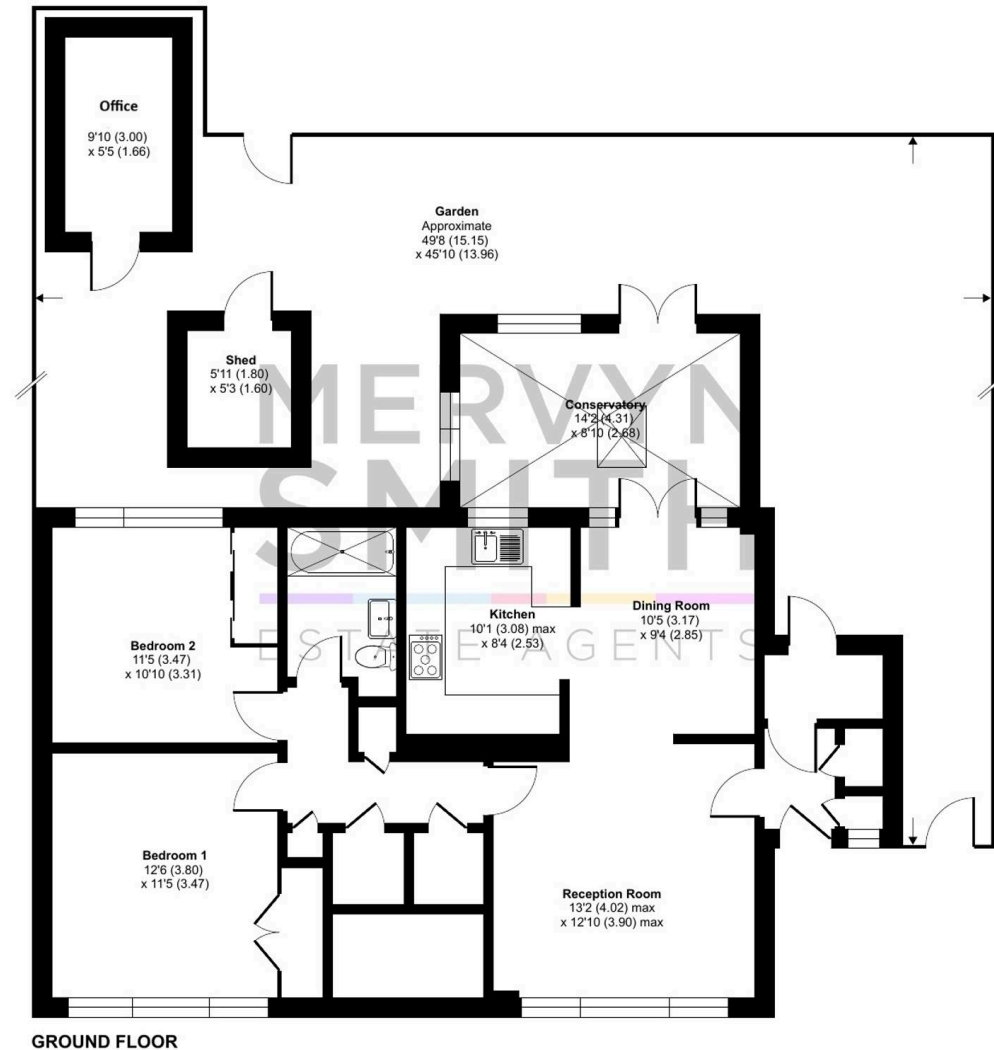 Office
9'10 (3.00)
x 5'5 (1.66)
Garden
Approximate
49'8 (15.15)
x 45'10 (13.96)
Shed
5'11 (1.80)
x 5'3 (1.60)
MERVYN
SMITH
ESTATE AGENTS
Conservatory
14'2 (4.31)
x 8'10 (2.68)
Kitchen
10'1 (3.08) max
x 8'4 (2.53)
Dining Room
10'5 (3.17)
x 9'4 (2.85)
Bedroom 2
11'5 (3.47)
x 10'10 (3.31)
Bedroom 1
12'6 (3.80)
x 11'5 (3.47)
Reception Room
13'2 (4.02) max
x 12'10 (3.90) max
GROUND FLOOR